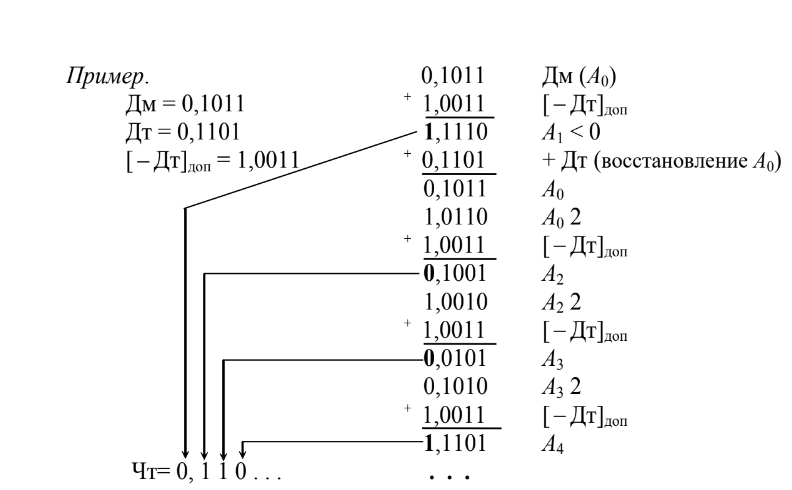 Пример. 0,1011 Дм (A₀)
Дм = 0,1011 + 1,0011 [–Дт]доп
Дт = 0,1101 1,1110 A₁ < 0
[–Дт]доп = 1,0011 + 0,1101 + Дт (восстановление A₀)
0,1011 A₀
1,0110 A₀ 2
+ 1,0011 [–Дт]доп
0,1001 A₂
1,0010 A₂ 2
+ 1,0011 [–Дт]доп
0,0101 A₃
0,1010 A₃ 2
+ 1,0011 [–Дт]доп
1,1101 A₄
Чт= 0, 1 1 0 . . . . . .